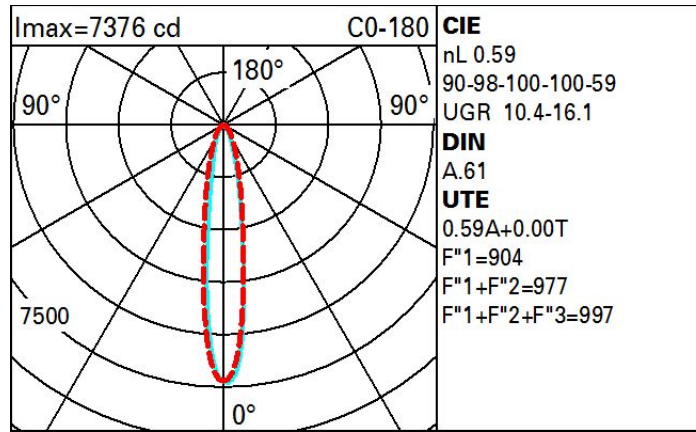 Imax=7376 cd C0-180
180°
90° 90°
7500
0°
CIE
nL 0.59
90-98-100-100-59
UGR 10.4-16.1
DIN
A.61
UTE
0.59A+0.00T
F"1=904
F"1+F"2=977
F"1+F"2+F"3=997